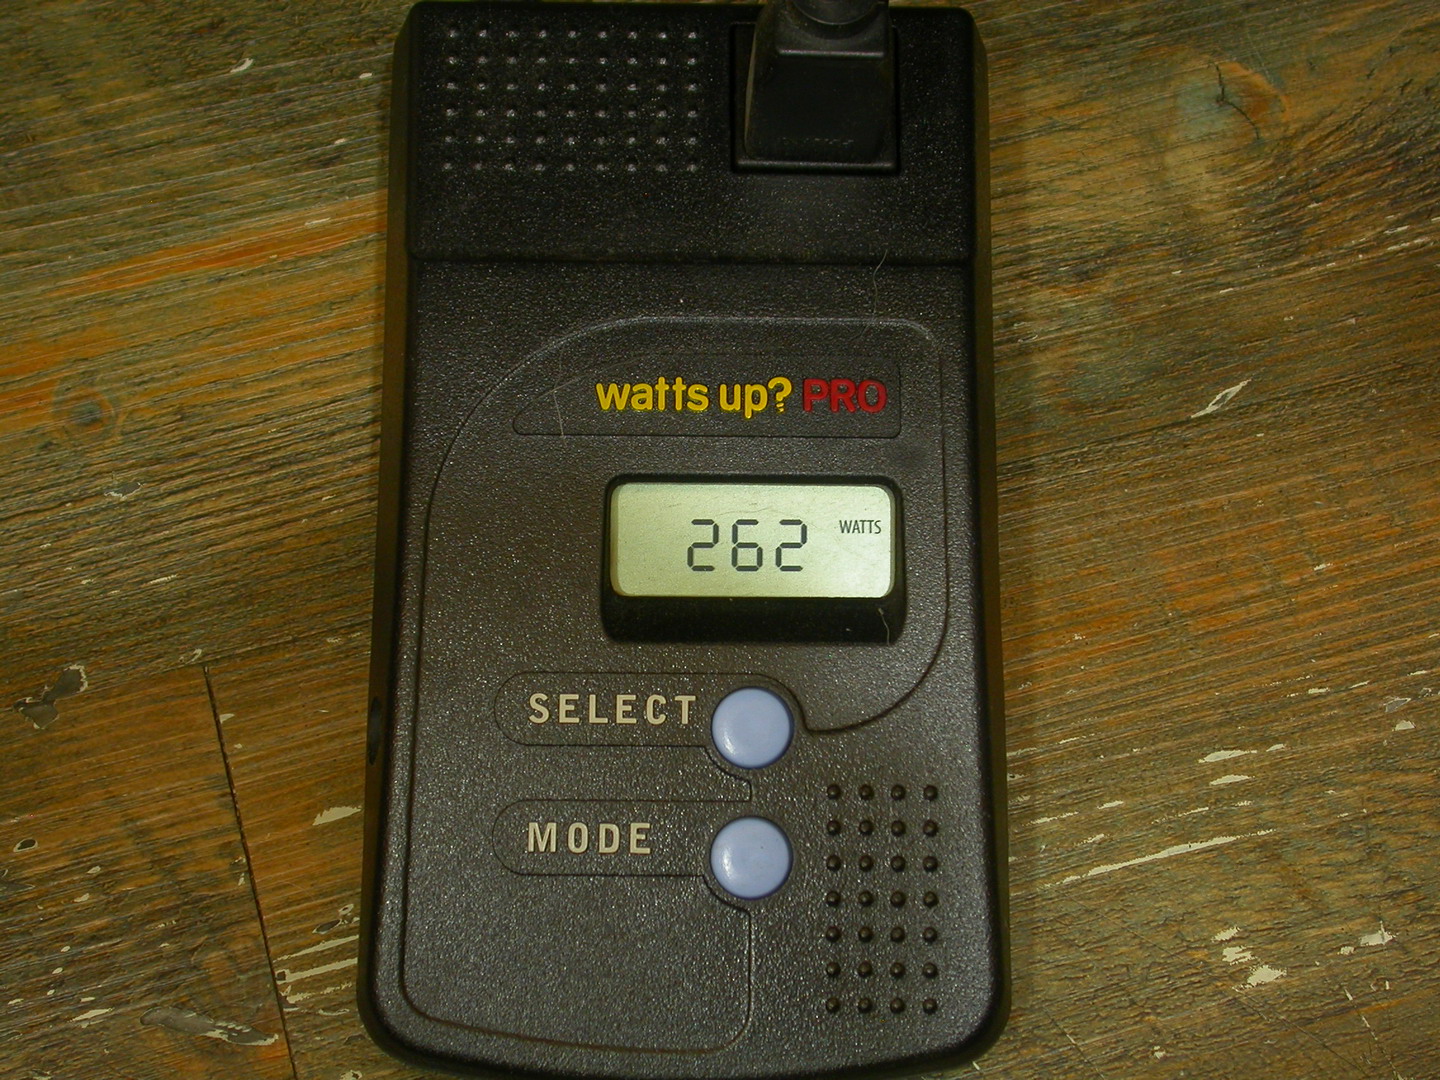 watts up? PRO
262 WATTS
SELECT
MODE